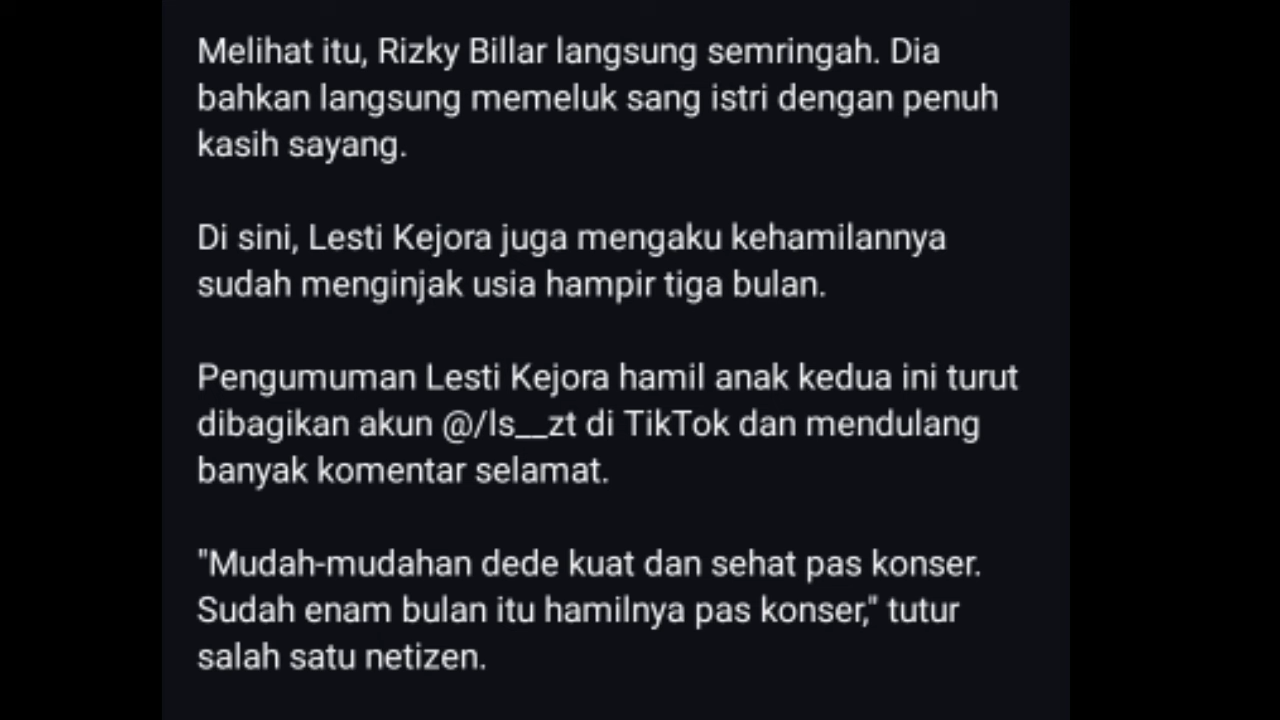 Melihat itu, Rizky Billar langsung semringah. Dia
bahkan langsung memeluk sang istri dengan penuh
kasih sayang.
Di sini, Lesti Kejora juga mengaku kehamilannya
sudah menginjak usia hampir tiga bulan.
Pengumuman Lesti Kejora hamil anak kedua ini turut
dibagikan akun @/ls__zt di TikTok dan mendulang
banyak komentar selamat.
"Mudah-mudahan dede kuat dan sehat pas konser.
Sudah enam bulan itu hamilnya pas konser," tutur
salah satu netizen.